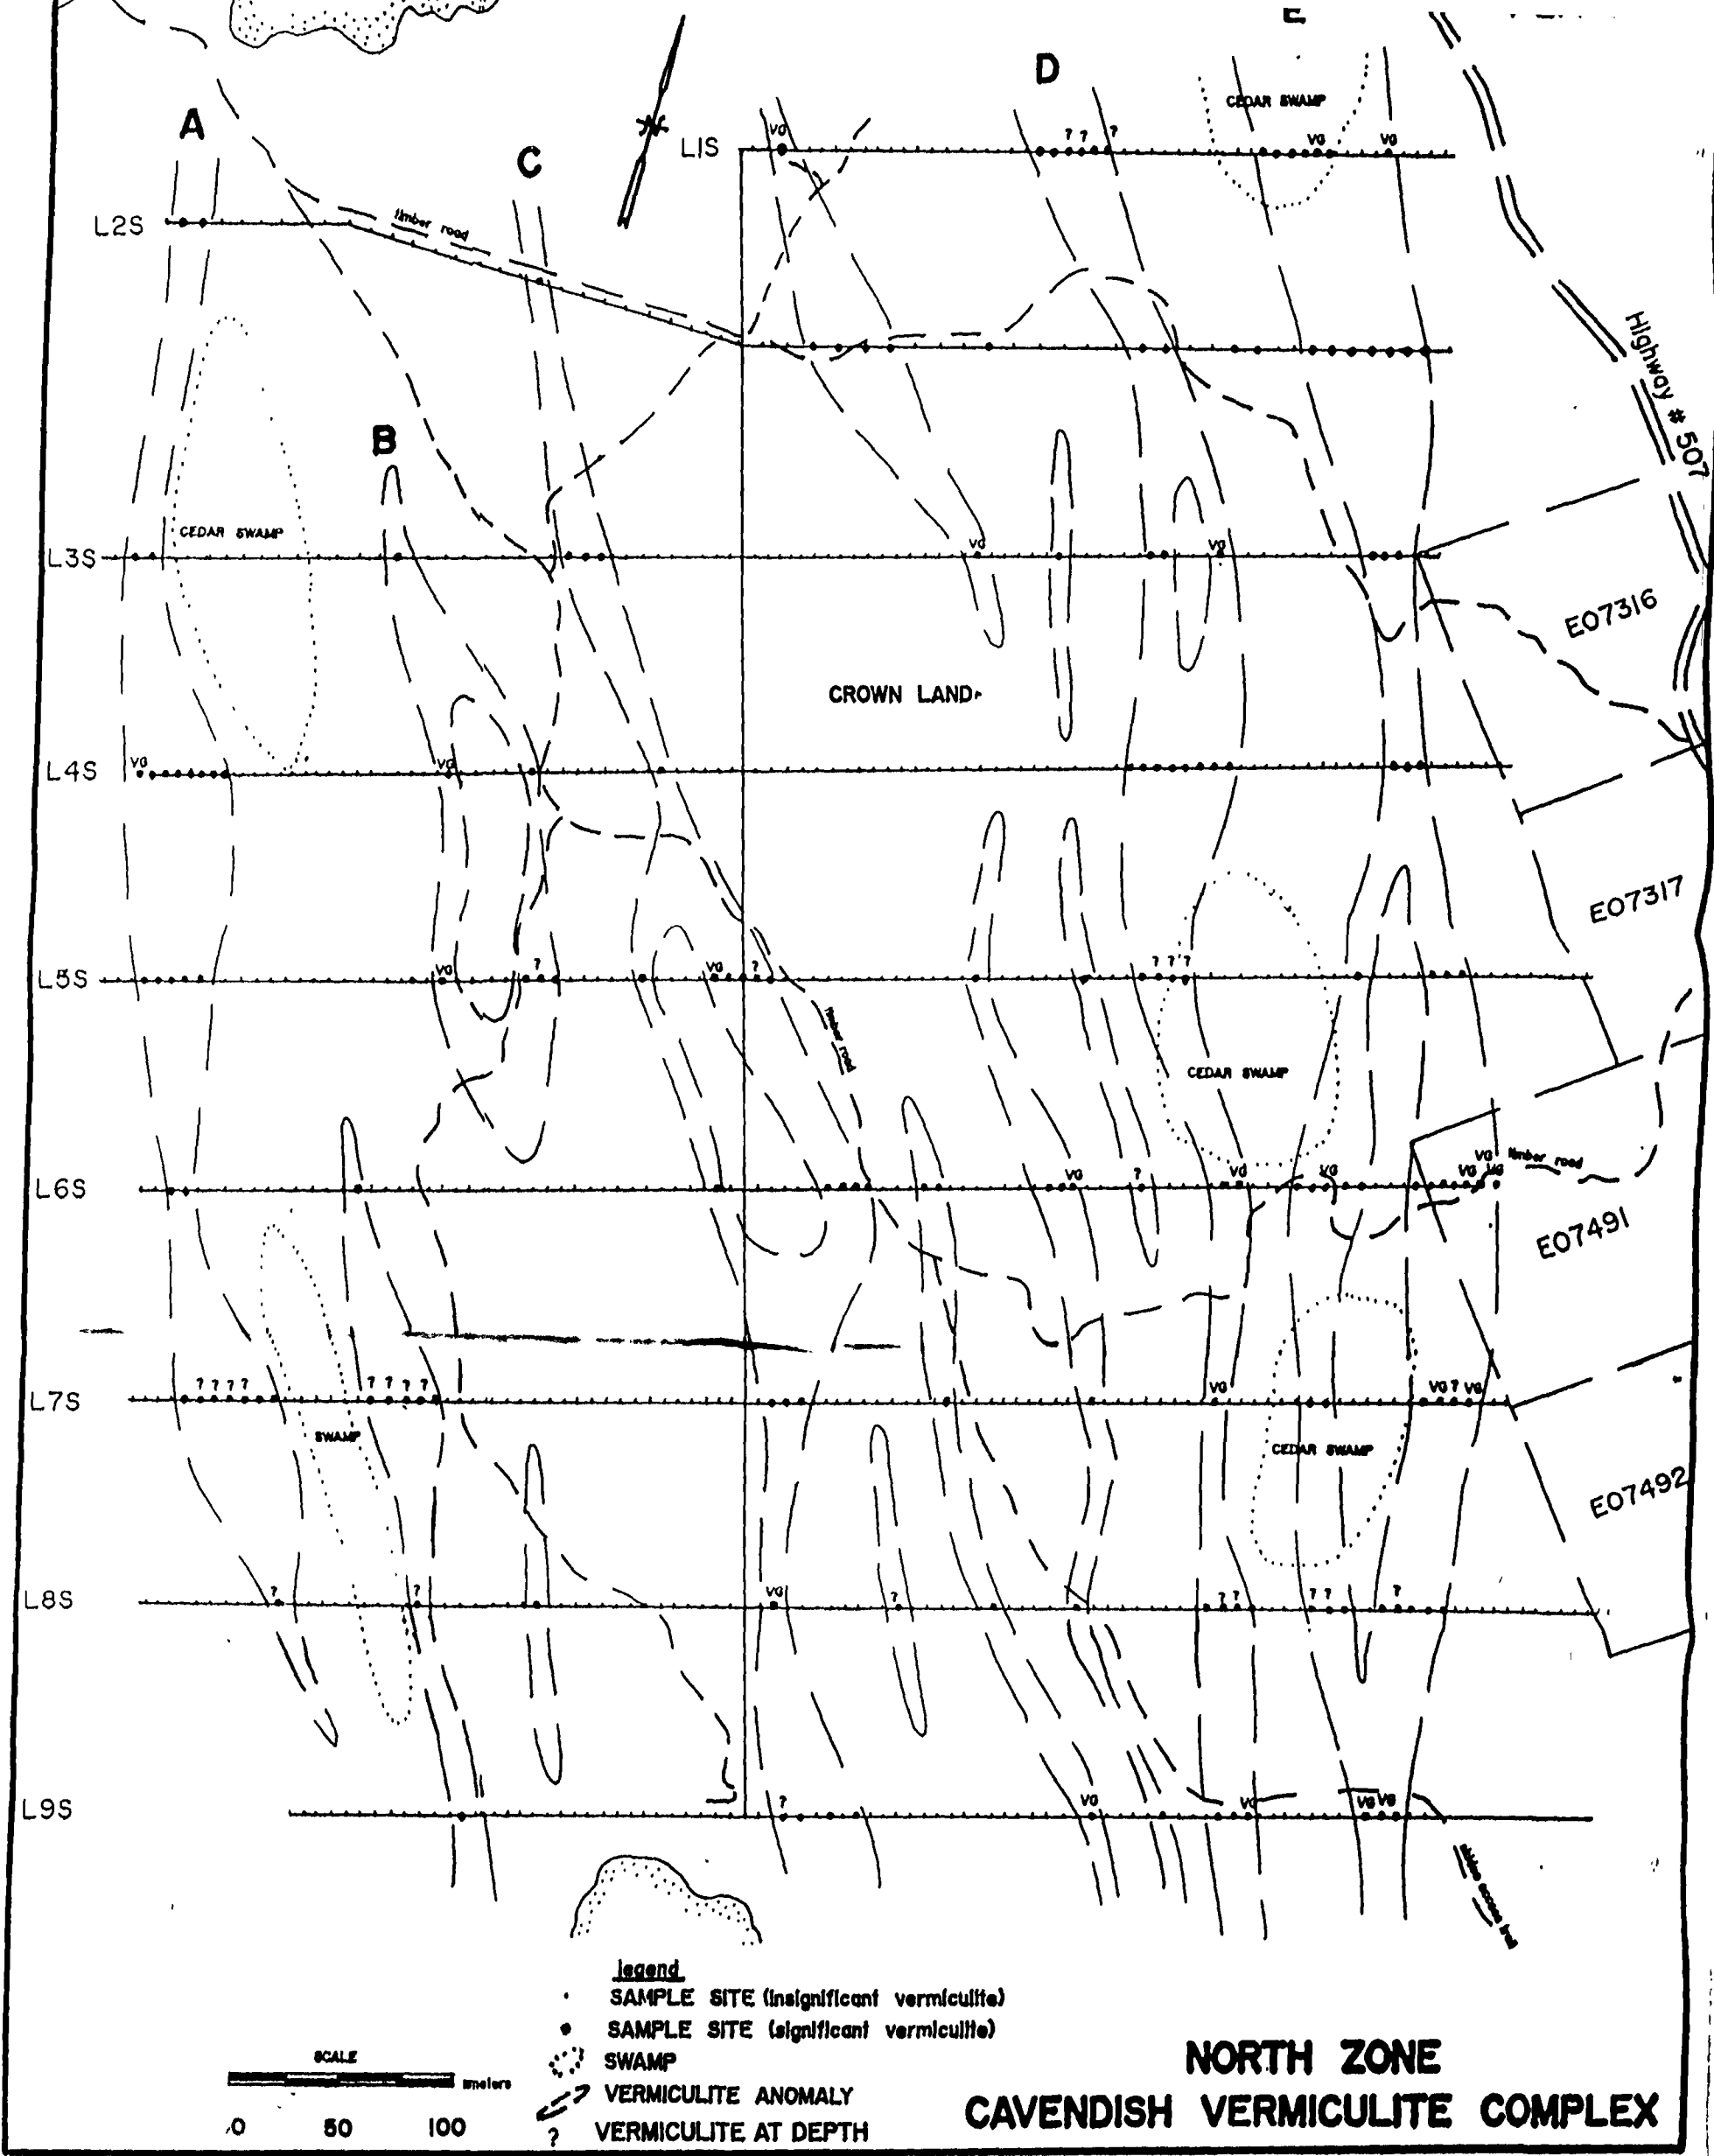 E
D
CEDAR SWAMP
A
VG ? ? ? VG VG
L1S
C
L2S
timber road
Highway # 507
B
CEDAR SWAMP
VG VG
L3S
E07316
CROWN LAND
VG VG
L4S
E07317
VG ? VG ? ? ? ?
L5S
timber road
CEDAR SWAMP
VG timber road
VG ? VG VG VG VG
L6S
E07491
? ? ? ? ? ? ? ? VG VG ? VG
L7S
SWAMP
CEDAR SWAMP
E07492
? ? VG ? ? ? ? ? ?
L8S
? VG VG VG VG
L9S
access trail
legend
SAMPLE SITE (insignificant vermiculite)
SAMPLE SITE (significant vermiculite)
SWAMP
VERMICULITE ANOMALY
? VERMICULITE AT DEPTH
SCALE
meters
0 50 100
NORTH ZONE
CAVENDISH VERMICULITE COMPLEX